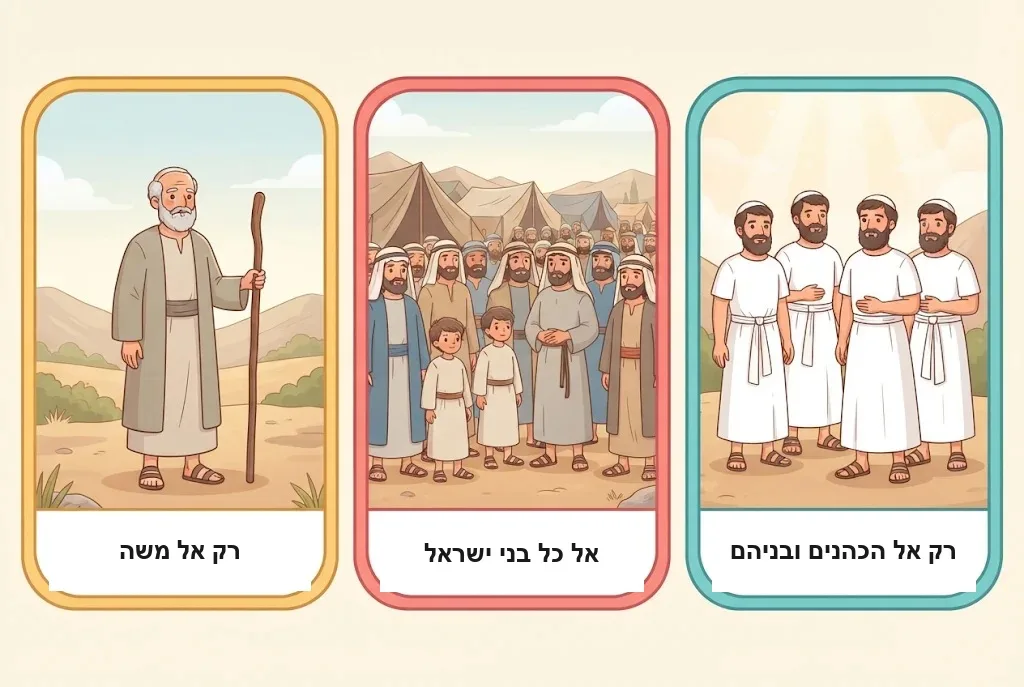 רק אל הכהנים ובניהם
אל כל בני ישראל
רק אל משה